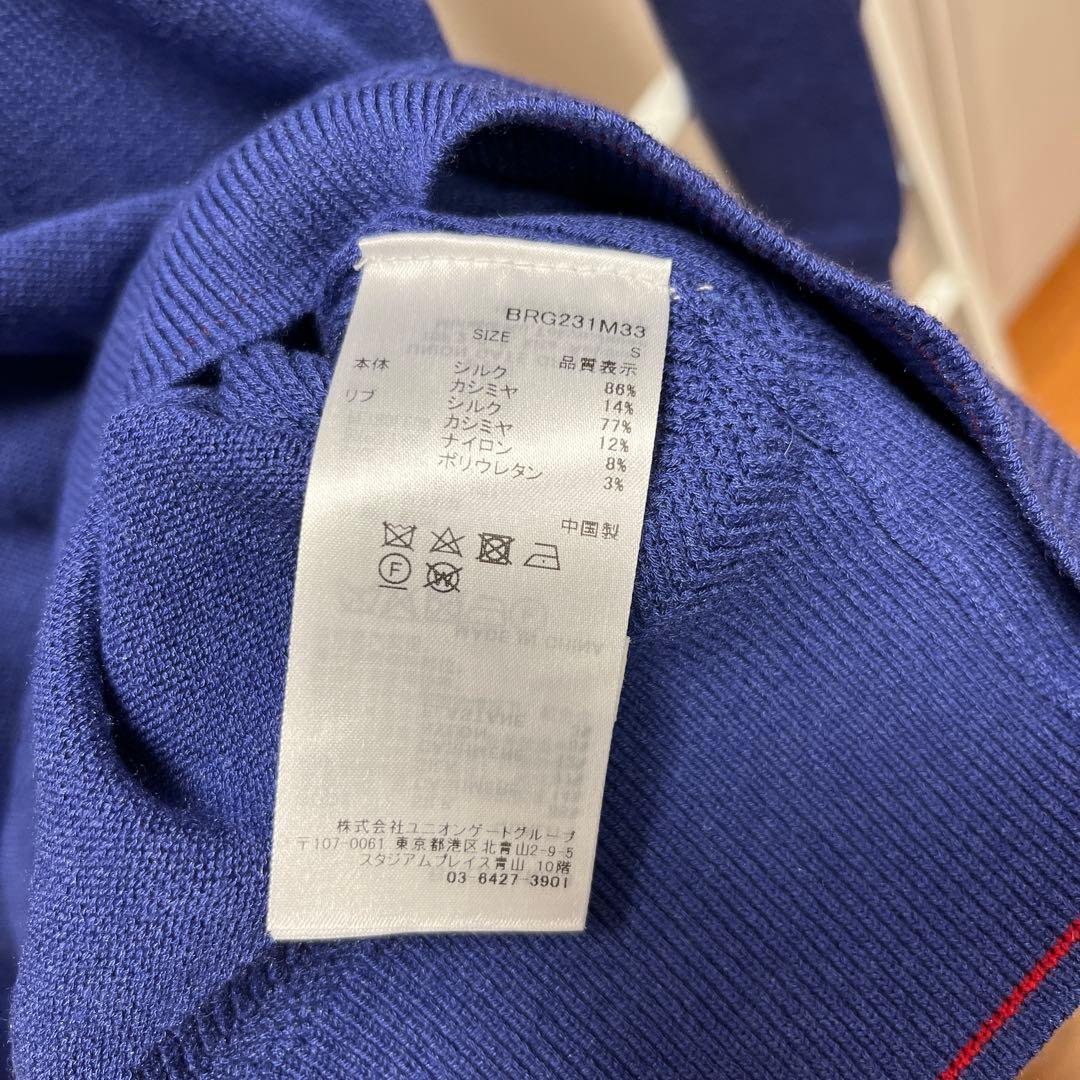 BRG231M33
SIZE S
品質表示
本体 シルク 86%
カシミヤ 14%
リブ シルク 77%
カシミヤ 12%
ナイロン 8%
ポリウレタン 3%
中国製
F
W
MADE IN CHINA
株式会社ユニオンゲートグループ
〒107-0061 東京都港区北青山2-9-5
スタジアムプレイス青山 10階
03-6427-3901